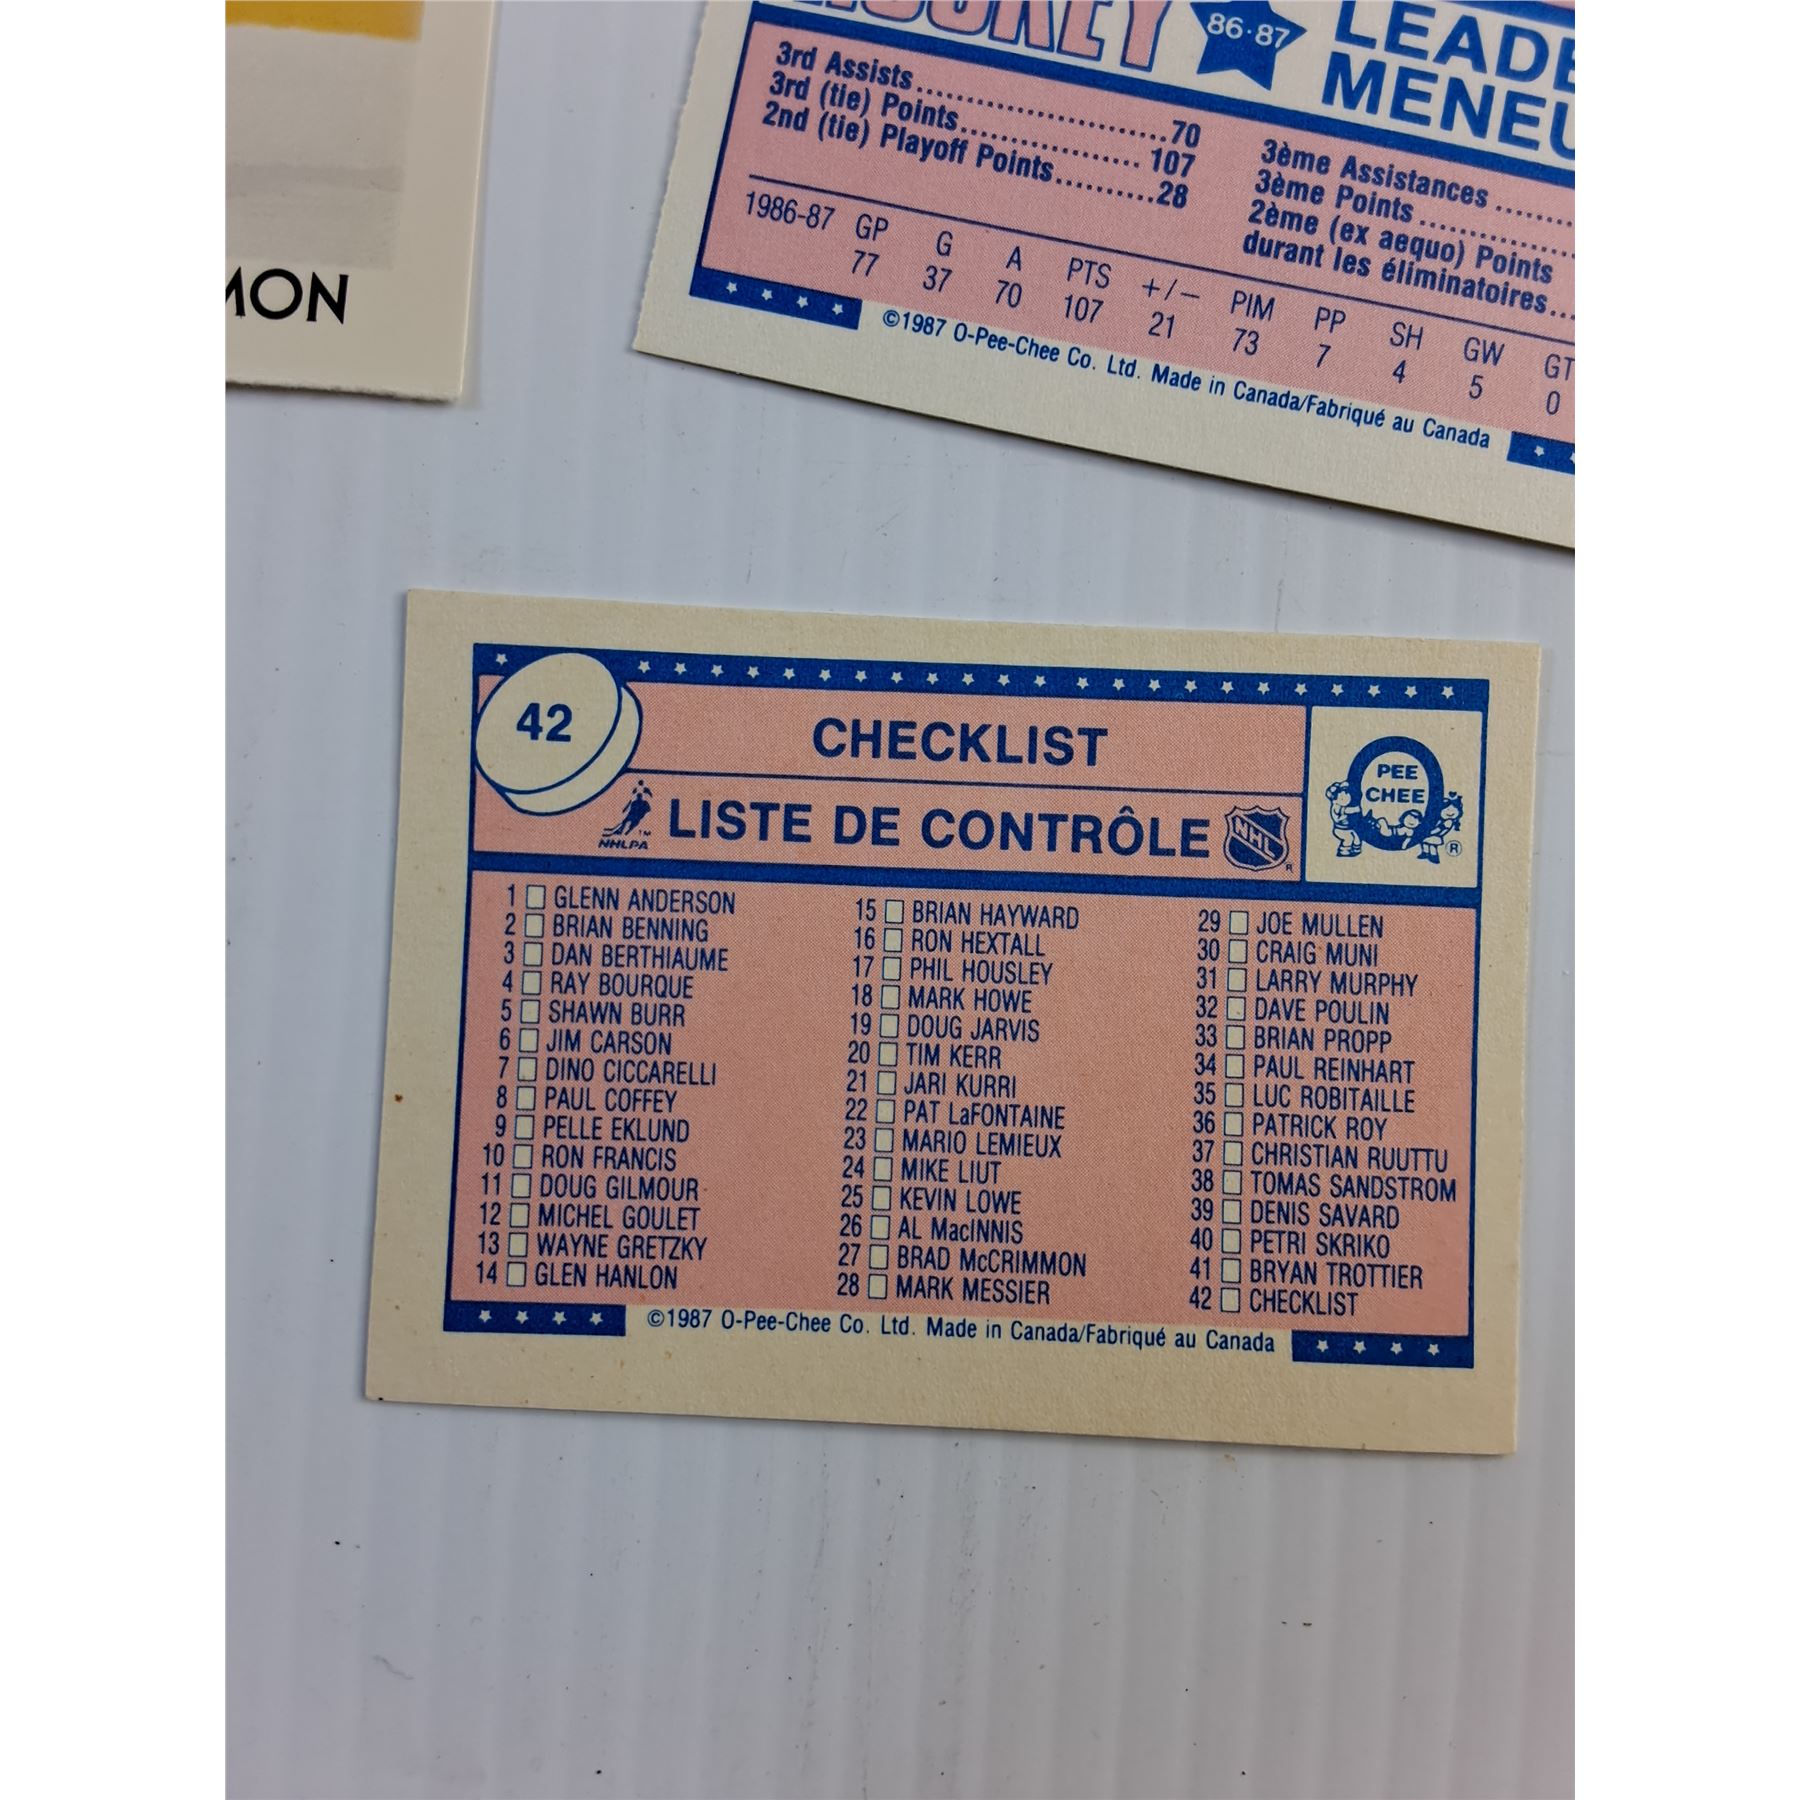 MON
HOCKEY
86·87
LEADE
MENEU
3rd Assists.........................70
3rd (tie) Points.................. 107
2nd (tie) Playoff Points..........28
3ème Assistances ........
3ème Points ...............
2ème (ex aequo) Points
durant les éliminatoires...
1986-87 GP G A PTS +/− PIM PP SH GW GT
77 37 70 107 21 73 7 4 5 0
©1987 O-Pee-Chee Co. Ltd. Made in Canada/Fabriqué au Canada
42
CHECKLIST
LISTE DE CONTRÔLE
TM
NHLPA
NHL
R
PEE
CHEE
®
1 GLENN ANDERSON
2 BRIAN BENNING
3 DAN BERTHIAUME
4 RAY BOURQUE
5 SHAWN BURR
6 JIM CARSON
7 DINO CICCARELLI
8 PAUL COFFEY
9 PELLE EKLUND
10 RON FRANCIS
11 DOUG GILMOUR
12 MICHEL GOULET
13 WAYNE GRETZKY
14 GLEN HANLON
15 BRIAN HAYWARD
16 RON HEXTALL
17 PHIL HOUSLEY
18 MARK HOWE
19 DOUG JARVIS
20 TIM KERR
21 JARI KURRI
22 PAT LaFONTAINE
23 MARIO LEMIEUX
24 MIKE LIUT
25 KEVIN LOWE
26 AL MacINNIS
27 BRAD McCRIMMON
28 MARK MESSIER
29 JOE MULLEN
30 CRAIG MUNI
31 LARRY MURPHY
32 DAVE POULIN
33 BRIAN PROPP
34 PAUL REINHART
35 LUC ROBITAILLE
36 PATRICK ROY
37 CHRISTIAN RUUTTU
38 TOMAS SANDSTROM
39 DENIS SAVARD
40 PETRI SKRIKO
41 BRYAN TROTTIER
42 CHECKLIST
©1987 O-Pee-Chee Co. Ltd. Made in Canada/Fabriqué au Canada